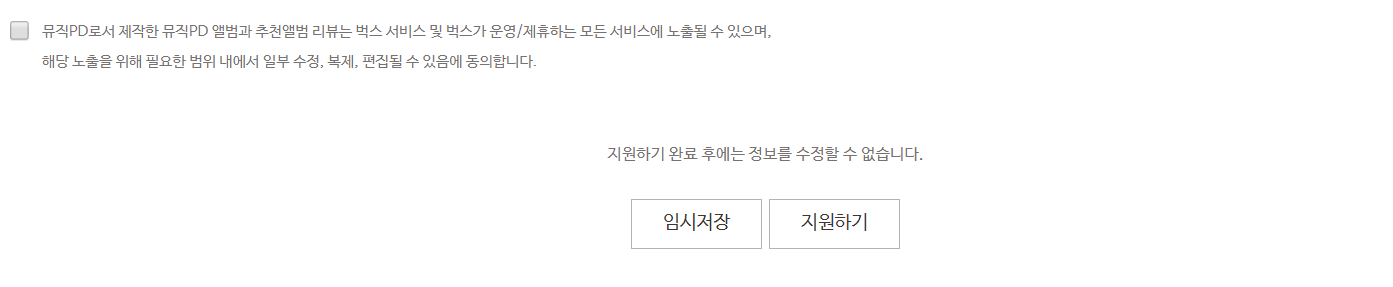 뮤직PD로서 제작한 뮤직PD 앨범과 추천앨범 리뷰는 벅스 서비스 및 벅스가 운영/제휴하는 모든 서비스에 노출될 수 있으며,
해당 노출을 위해 필요한 범위 내에서 일부 수정, 복제, 편집될 수 있음에 동의합니다.
지원하기 완료 후에는 정보를 수정할 수 없습니다.
임시저장 지원하기